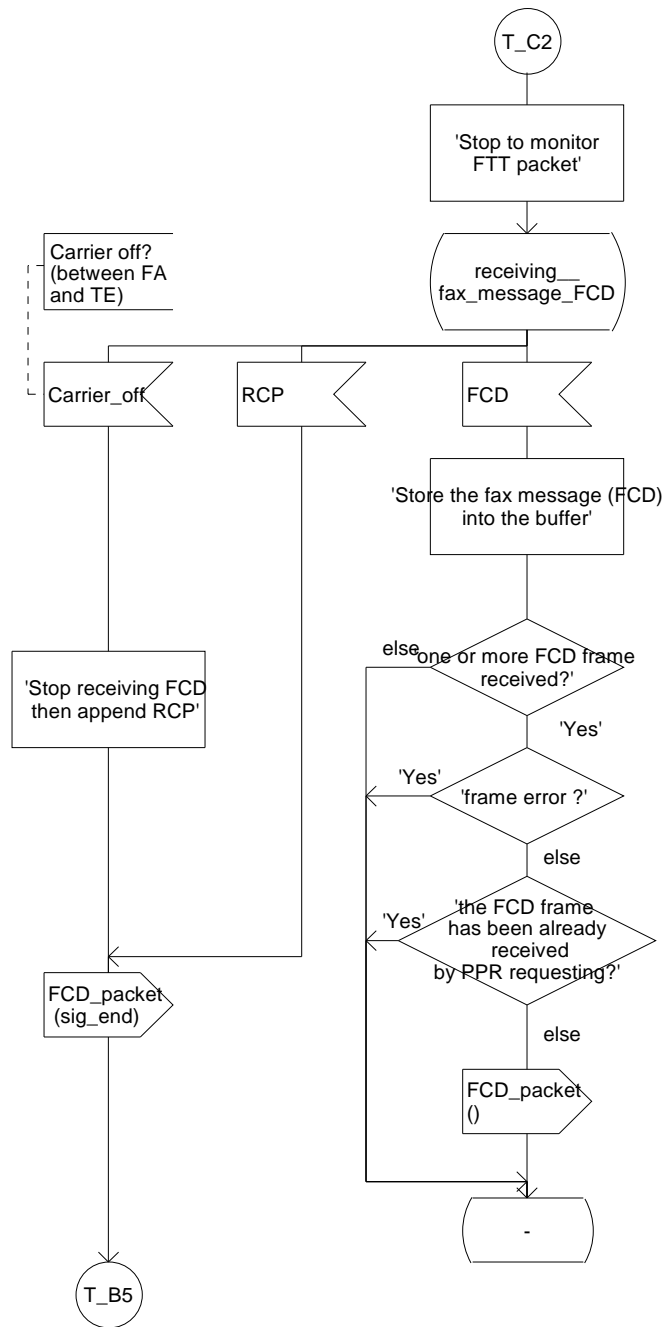 T_C2
'Stop to monitor
FTT packet'
Carrier off?
(between FA
and TE)
receiving__
fax_message_FCD
Carrier_off
RCP
FCD
'Store the fax message (FCD)
into the buffer'
else
'one or more FCD frame
received?'
'Yes'
'Stop receiving FCD
then append RCP'
'Yes'
'frame error ?'
else
'Yes'
'the FCD frame
has been already
received
by PPR requesting?'
else
FCD_packet
(sig_end)
FCD_packet
()
-
T_B5